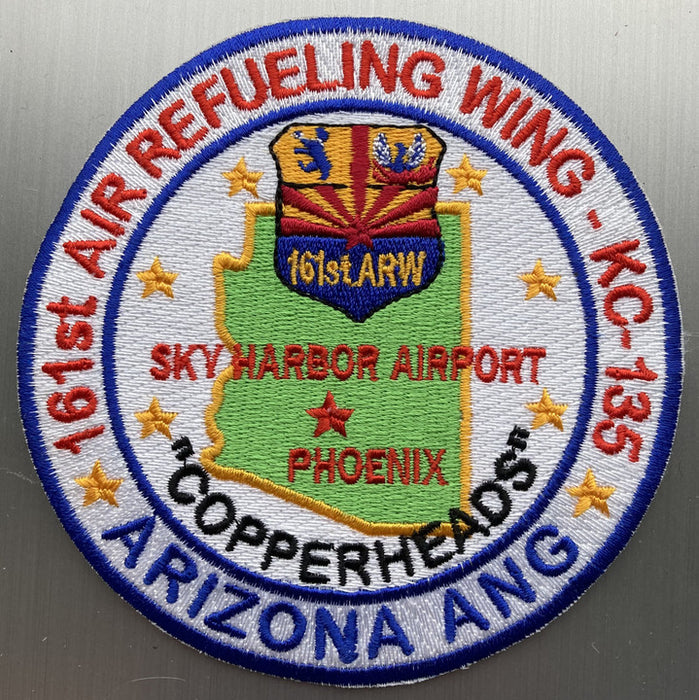 161st AIR REFUELING WING - KC-135
161st ARW
SKY HARBOR AIRPORT
PHOENIX
"COPPERHEADS"
ARIZONA ANG